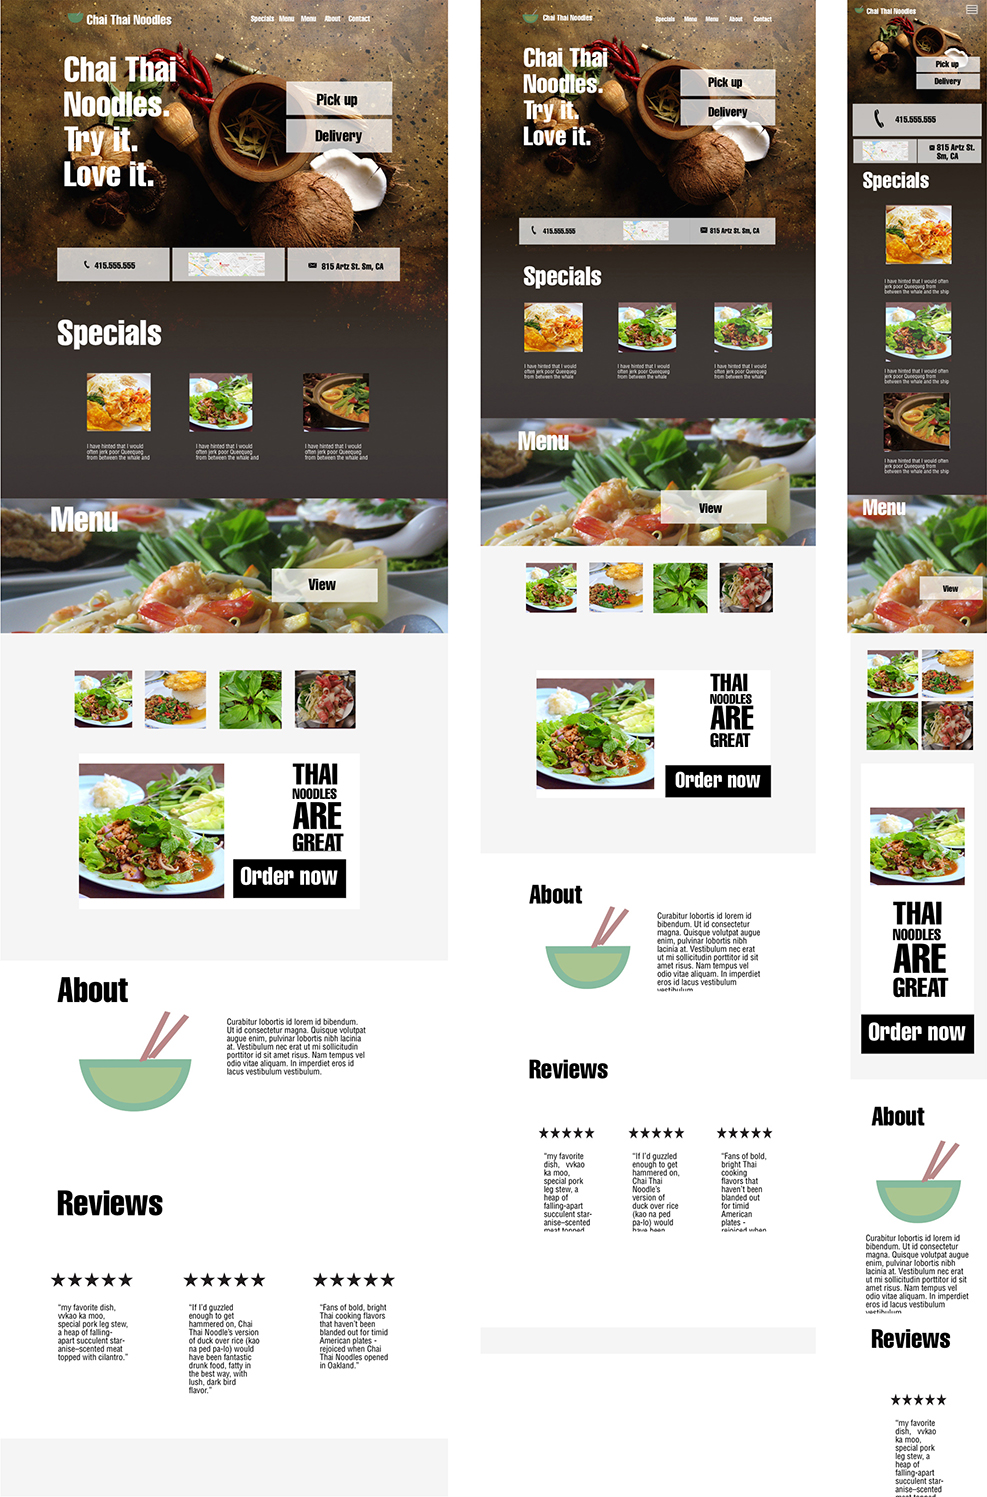 Chai Thai Noodles
Specials Menu Menu About Contact
Chai Thai
Noodles.
Try it.
Love it.
Pick up
Delivery
415.555.555
815 Artz St. Sm, CA
Specials
I have hinted that I would
often jerk poor Queequeg
from between the whale and
I have hinted that I would
often jerk poor Queequeg
from between the whale and
I have hinted that I would
often jerk poor Queequeg
from between the whale and
Menu
View
THAI
NOODLES
ARE
GREAT
Order now
About
Curabitur lobortis id lorem id bibendum.
Ut id consectetur magna. Quisque volutpat
augue enim, pulvinar lobortis nibh lacinia
at. Vestibulum nec erat ut mi sollicitudin
porttitor id sit amet risus. Nam tempus vel
odio vitae aliquam. In imperdiet eros id
lacus vestibulum vestibulum.
Reviews
★★★★★
"my favorite dish,
vvkao ka moo,
special pork leg stew,
a heap of falling-
apart succulent star-
anise–scented meat
topped with cilantro."
★★★★★
"If I'd guzzled
enough to get
hammered on, Chai
Thai Noodle's version
of duck over rice (kao
na ped pa-lo) would
have been fantastic
drunk food, fatty in
the best way, with
lush, dark bird
flavor."
★★★★★
"Fans of bold, bright
Thai cooking flavors
that haven't been
blanded out for timid
American plates -
rejoiced when Chai
Thai Noodles opened
in Oakland."
Chai Thai Noodles
Specials Menu Menu About Contact
Chai Thai
Noodles.
Try it.
Love it.
Pick up
Delivery
415.555.555
815 Artz St. Sm, CA
Specials
I have hinted that I would
often jerk poor Queequeg
from between the whale
I have hinted that I would
often jerk poor Queequeg
from between the whale
I have hinted that I would
often jerk poor Queequeg
from between the whale
Menu
View
THAI
NOODLES
ARE
GREAT
Order now
About
Curabitur lobortis id lorem id
bibendum. Ut id consectetur
magna. Quisque volutpat augue
enim, pulvinar lobortis nibh
lacinia at. Vestibulum nec erat
ut mi sollicitudin porttitor id sit
amet risus. Nam tempus vel
odio vitae aliquam. In imperdiet
eros id lacus vestibulum
vestibulum.
Reviews
★★★★★
"my favorite
dish, vvkao
ka moo,
special pork
leg stew, a
heap of
falling-apart
succulent star-
anise–scented
meat topped
★★★★★
"If I'd guzzled
enough to get
hammered on,
Chai Thai
Noodle's
version of
duck over rice
(kao na ped
pa-lo) would
have been
★★★★★
"Fans of bold,
bright Thai
cooking
flavors that
haven't been
blanded out
for timid
American
plates -
rejoiced when
Chai Thai Noodles
Pick up
Delivery
415.555.555
815 Artz St.
Sm, CA
Specials
I have hinted that I would
often jerk poor Queequeg
from between the
whale and the ship
I have hinted that I would
often jerk poor Queequeg from
between the whale and the ship
I have hinted that I would
often jerk poor Queequeg from
between the whale and the ship
Menu
View
THAI
NOODLES
ARE
GREAT
Order now
About
Curabitur lobortis id lorem id
bibendum. Ut id consectetur
magna. Quisque volutpat augue
enim, pulvinar lobortis nibh
lacinia at. Vestibulum nec erat
ut mi sollicitudin porttitor id sit
amet risus. Nam tempus vel
odio vitae aliquam. In imperdiet
eros id lacus vestibulum
vestibulum.
Reviews
★★★★★
"my favorite
dish, vvkao
ka moo,
special pork
leg stew, a
heap of
falling-apart
succulent star-
anise–scented
meat topped